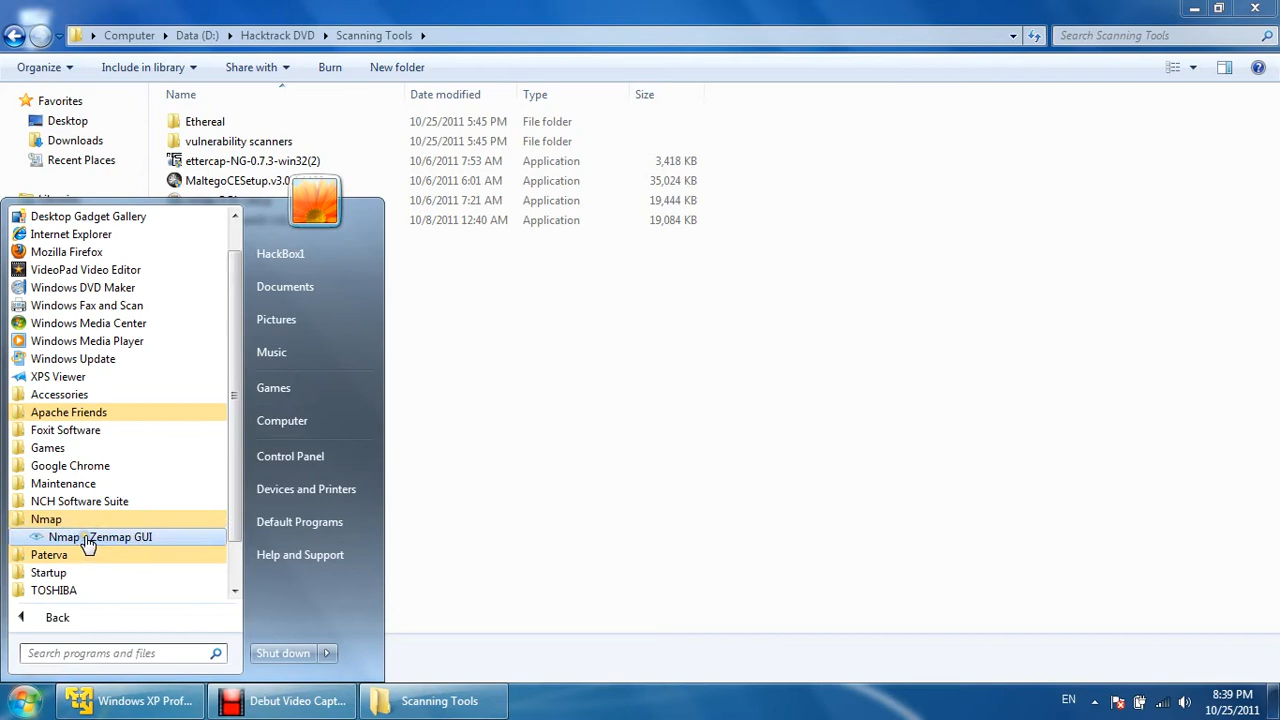 Computer Data (D:) Hacktrack DVD Scanning Tools
Search Scanning Tools
Organize Include in library Share with Burn New folder
Favorites
Desktop
Downloads
Recent Places
Name Date modified Type Size
Ethereal 10/25/2011 5:45 PM File folder
vulnerability scanners 10/25/2011 5:45 PM File folder
ettercap-NG-0.7.3-win32(2) 10/6/2011 7:53 AM Application 3,418 KB
MaltegoCESetup.v3.0 10/6/2011 6:01 AM Application 35,024 KB
10/6/2011 7:21 AM Application 19,444 KB
10/8/2011 12:40 AM Application 19,084 KB
Desktop Gadget Gallery
Internet Explorer
Mozilla Firefox
VideoPad Video Editor
Windows DVD Maker
Windows Fax and Scan
Windows Media Center
Windows Media Player
Windows Update
XPS Viewer
Accessories
Apache Friends
Foxit Software
Games
Google Chrome
Maintenance
NCH Software Suite
Nmap
Nmap Zenmap GUI
Paterva
Startup
TOSHIBA
Back
Search programs and files
HackBox1
Documents
Pictures
Music
Games
Computer
Control Panel
Devices and Printers
Default Programs
Help and Support
Shut down
Windows XP Prof...
Debut Video Capt...
Scanning Tools
EN
8:39 PM
10/25/2011